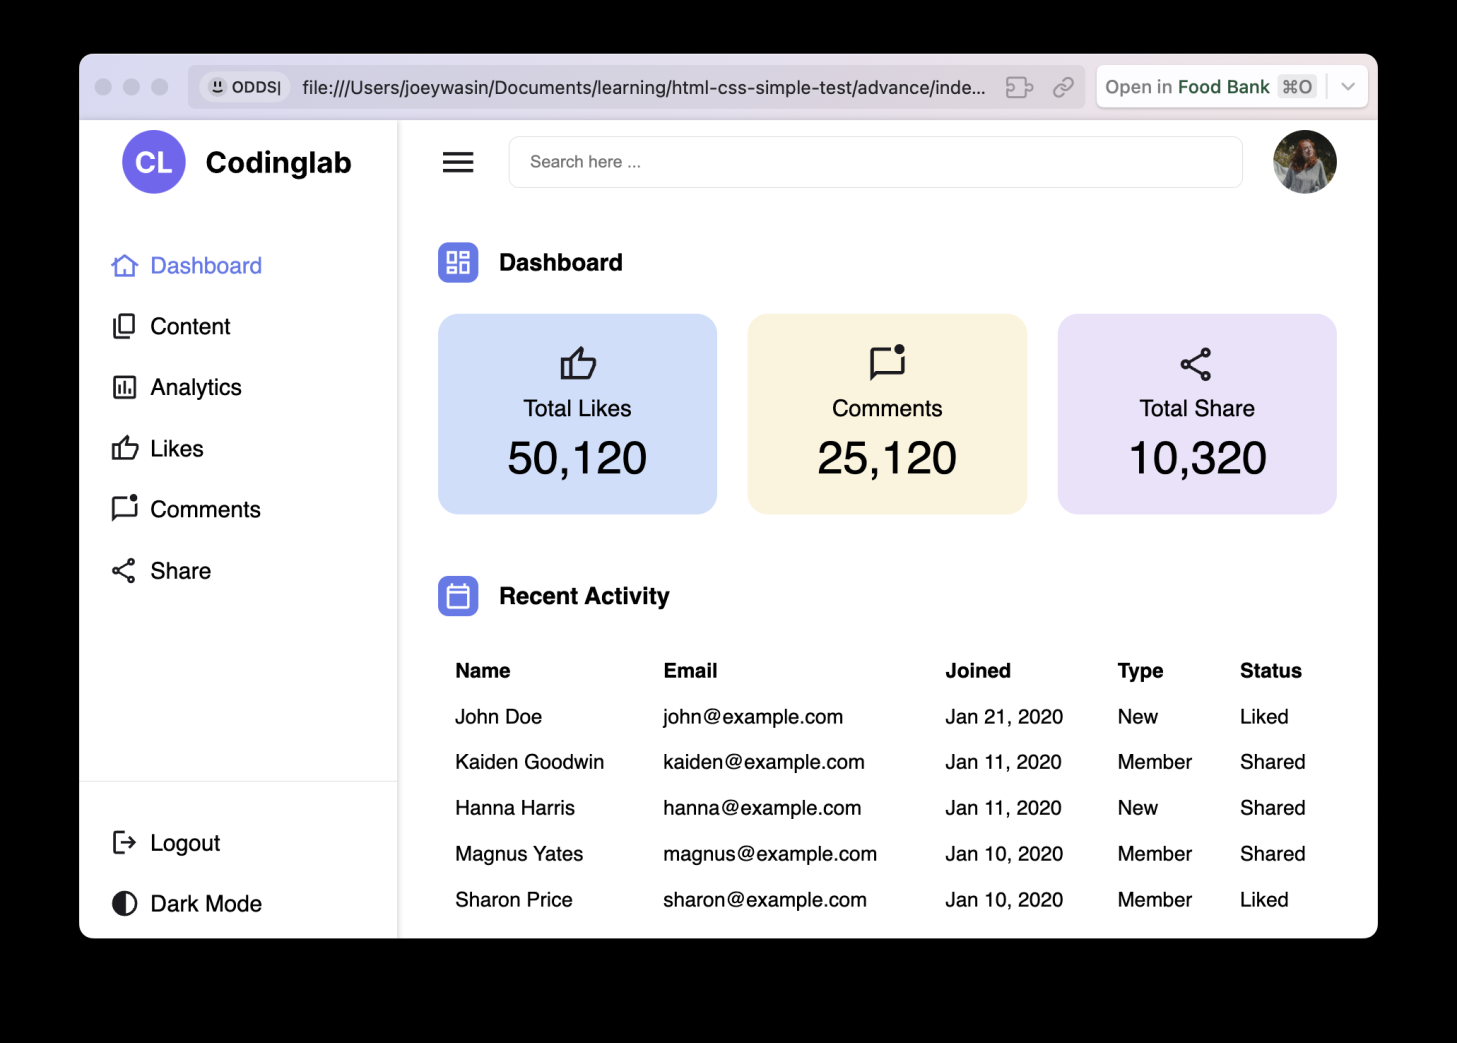 ODDS| file:///Users/joeywasin/Documents/learning/html-css-simple-test/advance/inde... Open in Food Bank ⌘O
CL Codinglab
Search here ...
Dashboard
Content
Analytics
Likes
Comments
Share
Logout
Dark Mode
Dashboard
Total Likes
50,120
Comments
25,120
Total Share
10,320
Recent Activity
Name Email Joined Type Status
John Doe john@example.com Jan 21, 2020 New Liked
Kaiden Goodwin kaiden@example.com Jan 11, 2020 Member Shared
Hanna Harris hanna@example.com Jan 11, 2020 New Shared
Magnus Yates magnus@example.com Jan 10, 2020 Member Shared
Sharon Price sharon@example.com Jan 10, 2020 Member Liked